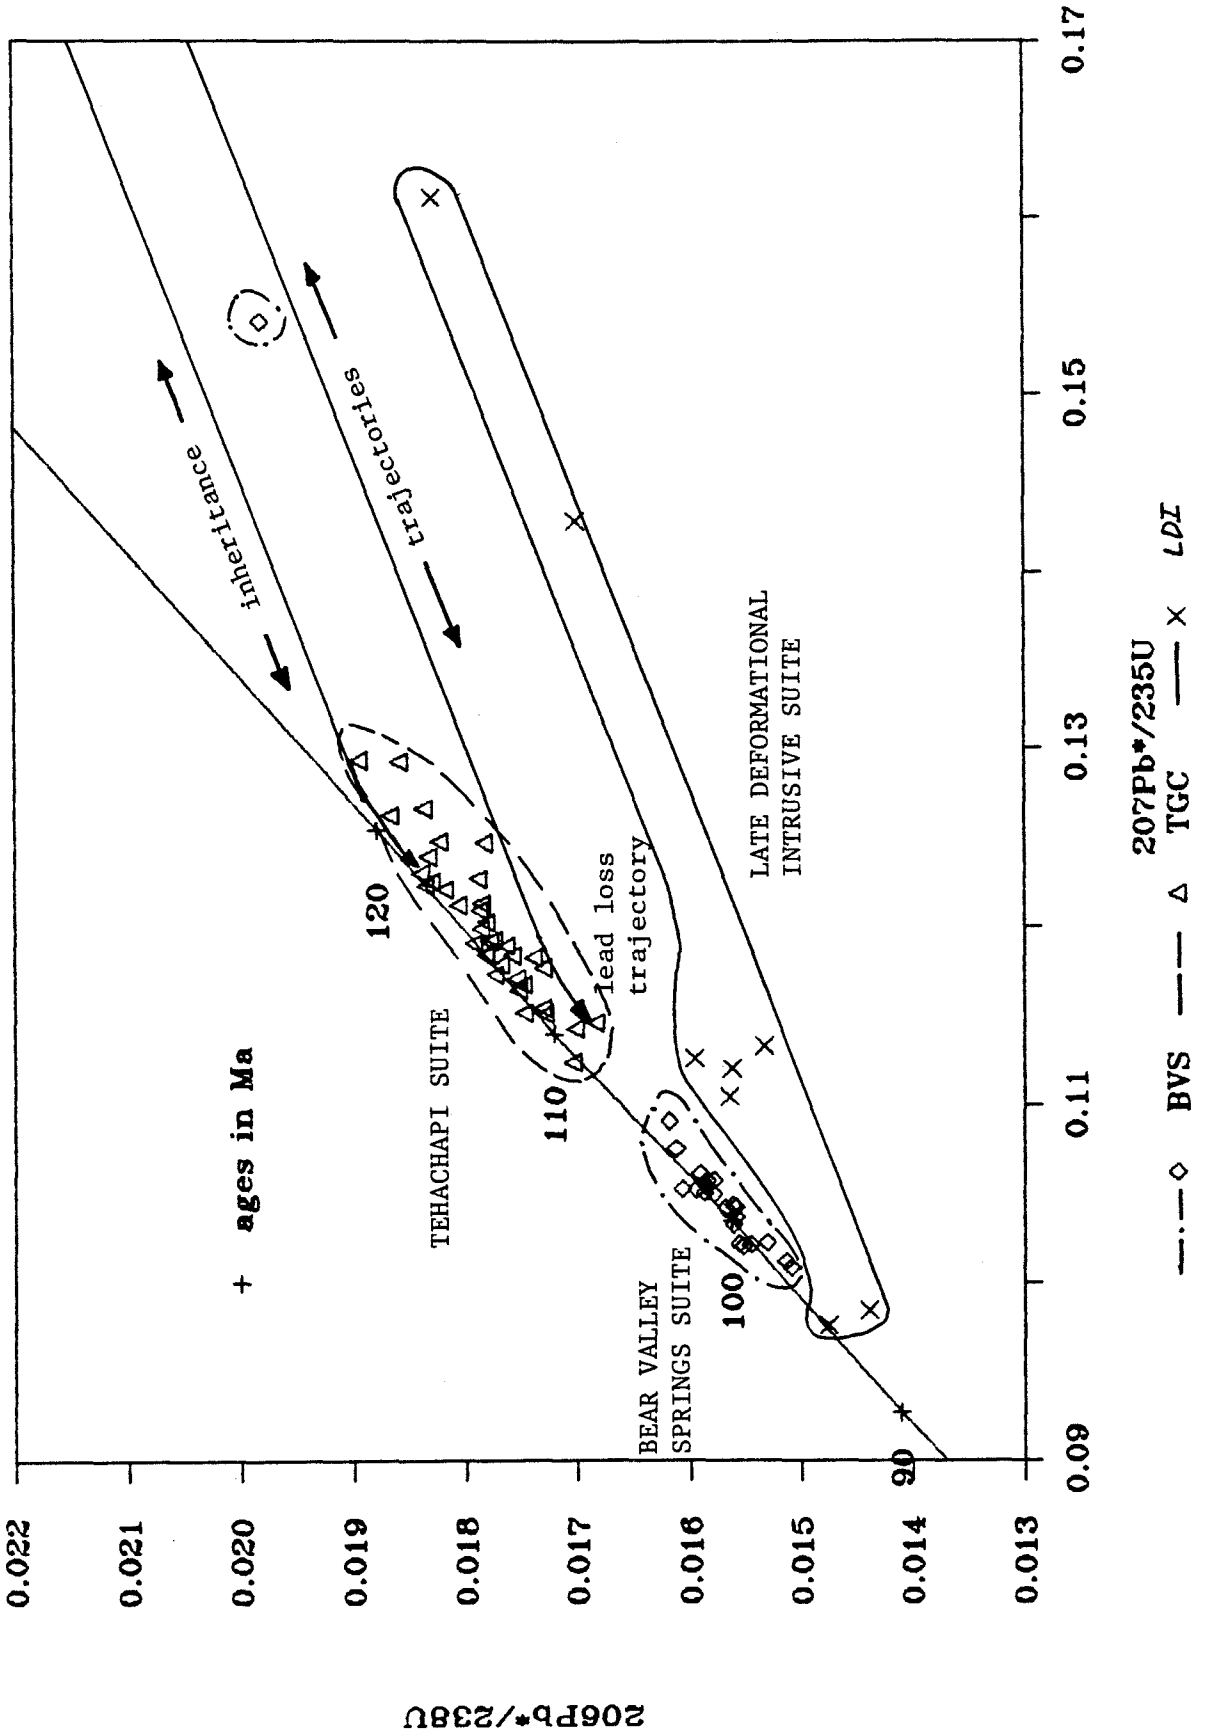 0.022
0.021
0.020
0.019
0.018
0.017
0.016
0.015
0.014
0.013
206Pb*/238U
0.09
0.11
0.13
0.15
0.17
207Pb*/235U
+ ages in Ma
120
110
100
90
TEHACHAPI SUITE
BEAR VALLEY
SPRINGS SUITE
LATE DEFORMATIONAL
INTRUSIVE SUITE
inheritance
trajectories
lead loss
trajectory
BVS
TGC
LDI